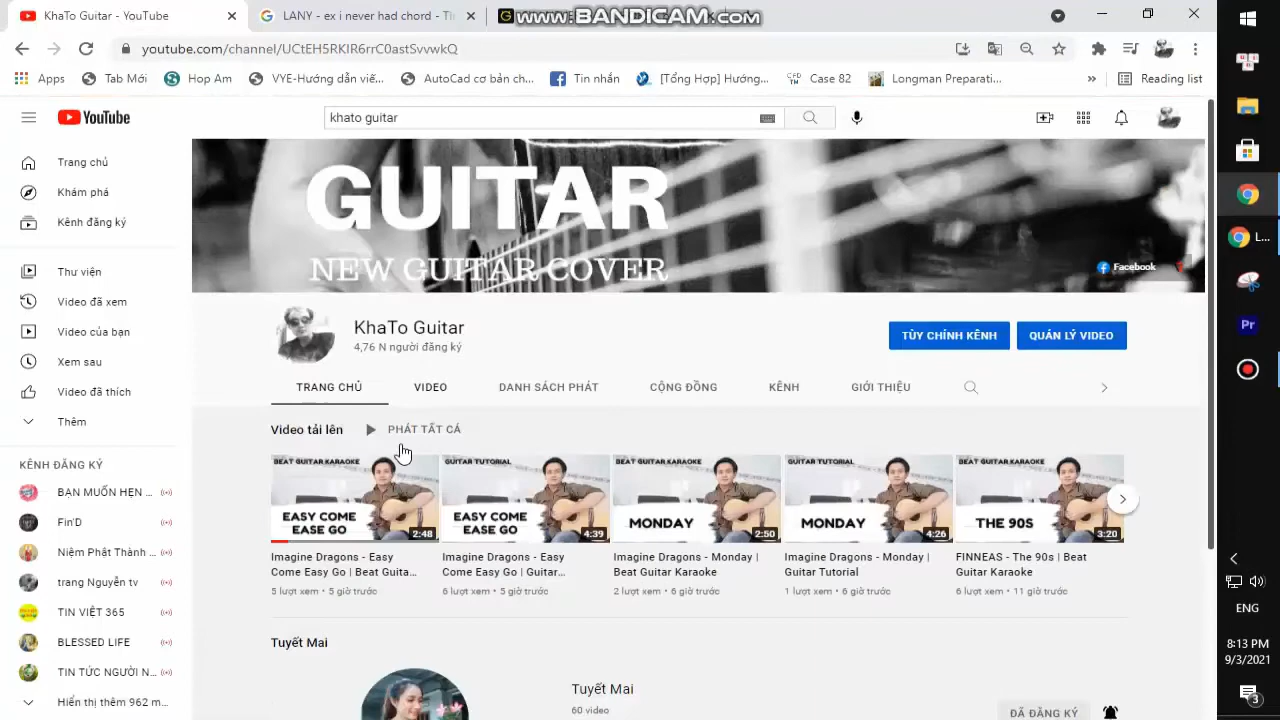 KhaTo Guitar - YouTube
LANY - ex i never had chord - Th
www.BANDICAM.com
youtube.com/channel/UCtEH5RKIR6rrC0astSvvwkQ
Apps
Tab Mới
Hop Am
VYE-Hướng dẫn viế...
AutoCad cơ bản ch...
Tin nhắn
[Tổng Hợp] Hướng...
Case 82
Longman Preparati...
»
Reading list
YouTube
khato guitar
Trang chủ
Khám phá
Kênh đăng ký
Thư viện
Video đã xem
Video của bạn
Xem sau
Video đã thích
Thêm
KÊNH ĐĂNG KÝ
BẠN MUỐN HẸN ...
Fin'D
Niệm Phật Thành ...
trang Nguyễn tv
TIN VIỆT 365
BLESSED LIFE
TIN TỨC NGƯỜI N...
Hiển thị thêm 962 m...
GUITAR
NEW GUITAR COVER
Facebook
KhaTo Guitar
4,76 N người đăng ký
TÙY CHỈNH KÊNH
QUẢN LÝ VIDEO
TRANG CHỦ
VIDEO
DANH SÁCH PHÁT
CỘNG ĐỒNG
KÊNH
GIỚI THIỆU
Video tải lên
PHÁT TẤT CẢ
BEAT GUITAR KARAOKE
EASY COME
EASE GO
2:48
Imagine Dragons - Easy
Come Easy Go | Beat Guita...
5 lượt xem • 5 giờ trước
GUITAR TUTORIAL
EASY COME
EASE GO
4:39
Imagine Dragons - Easy
Come Easy Go | Guitar...
6 lượt xem • 5 giờ trước
BEAT GUITAR KARAOKE
MONDAY
2:50
Imagine Dragons - Monday |
Beat Guitar Karaoke
2 lượt xem • 6 giờ trước
GUITAR TUTORIAL
MONDAY
4:26
Imagine Dragons - Monday |
Guitar Tutorial
1 lượt xem • 6 giờ trước
BEAT GUITAR KARAOKE
THE 90S
3:20
FINNEAS - The 90s | Beat
Guitar Karaoke
6 lượt xem • 11 giờ trước
Tuyết Mai
Tuyết Mai
60 video
ĐÃ ĐĂNG KÝ
L...
Pr
ENG
8:13 PM
9/3/2021
3